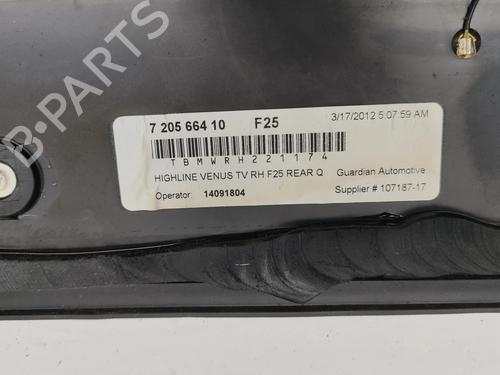 7 205 664 10 F25 3/17/2012 5:07:59 AM
TBMWRH221174
HIGHLINE VENUS TV RH F25 REAR Q Guardian Automotive
Operator: 14091804 Supplier # 107187-17
B-PARTS